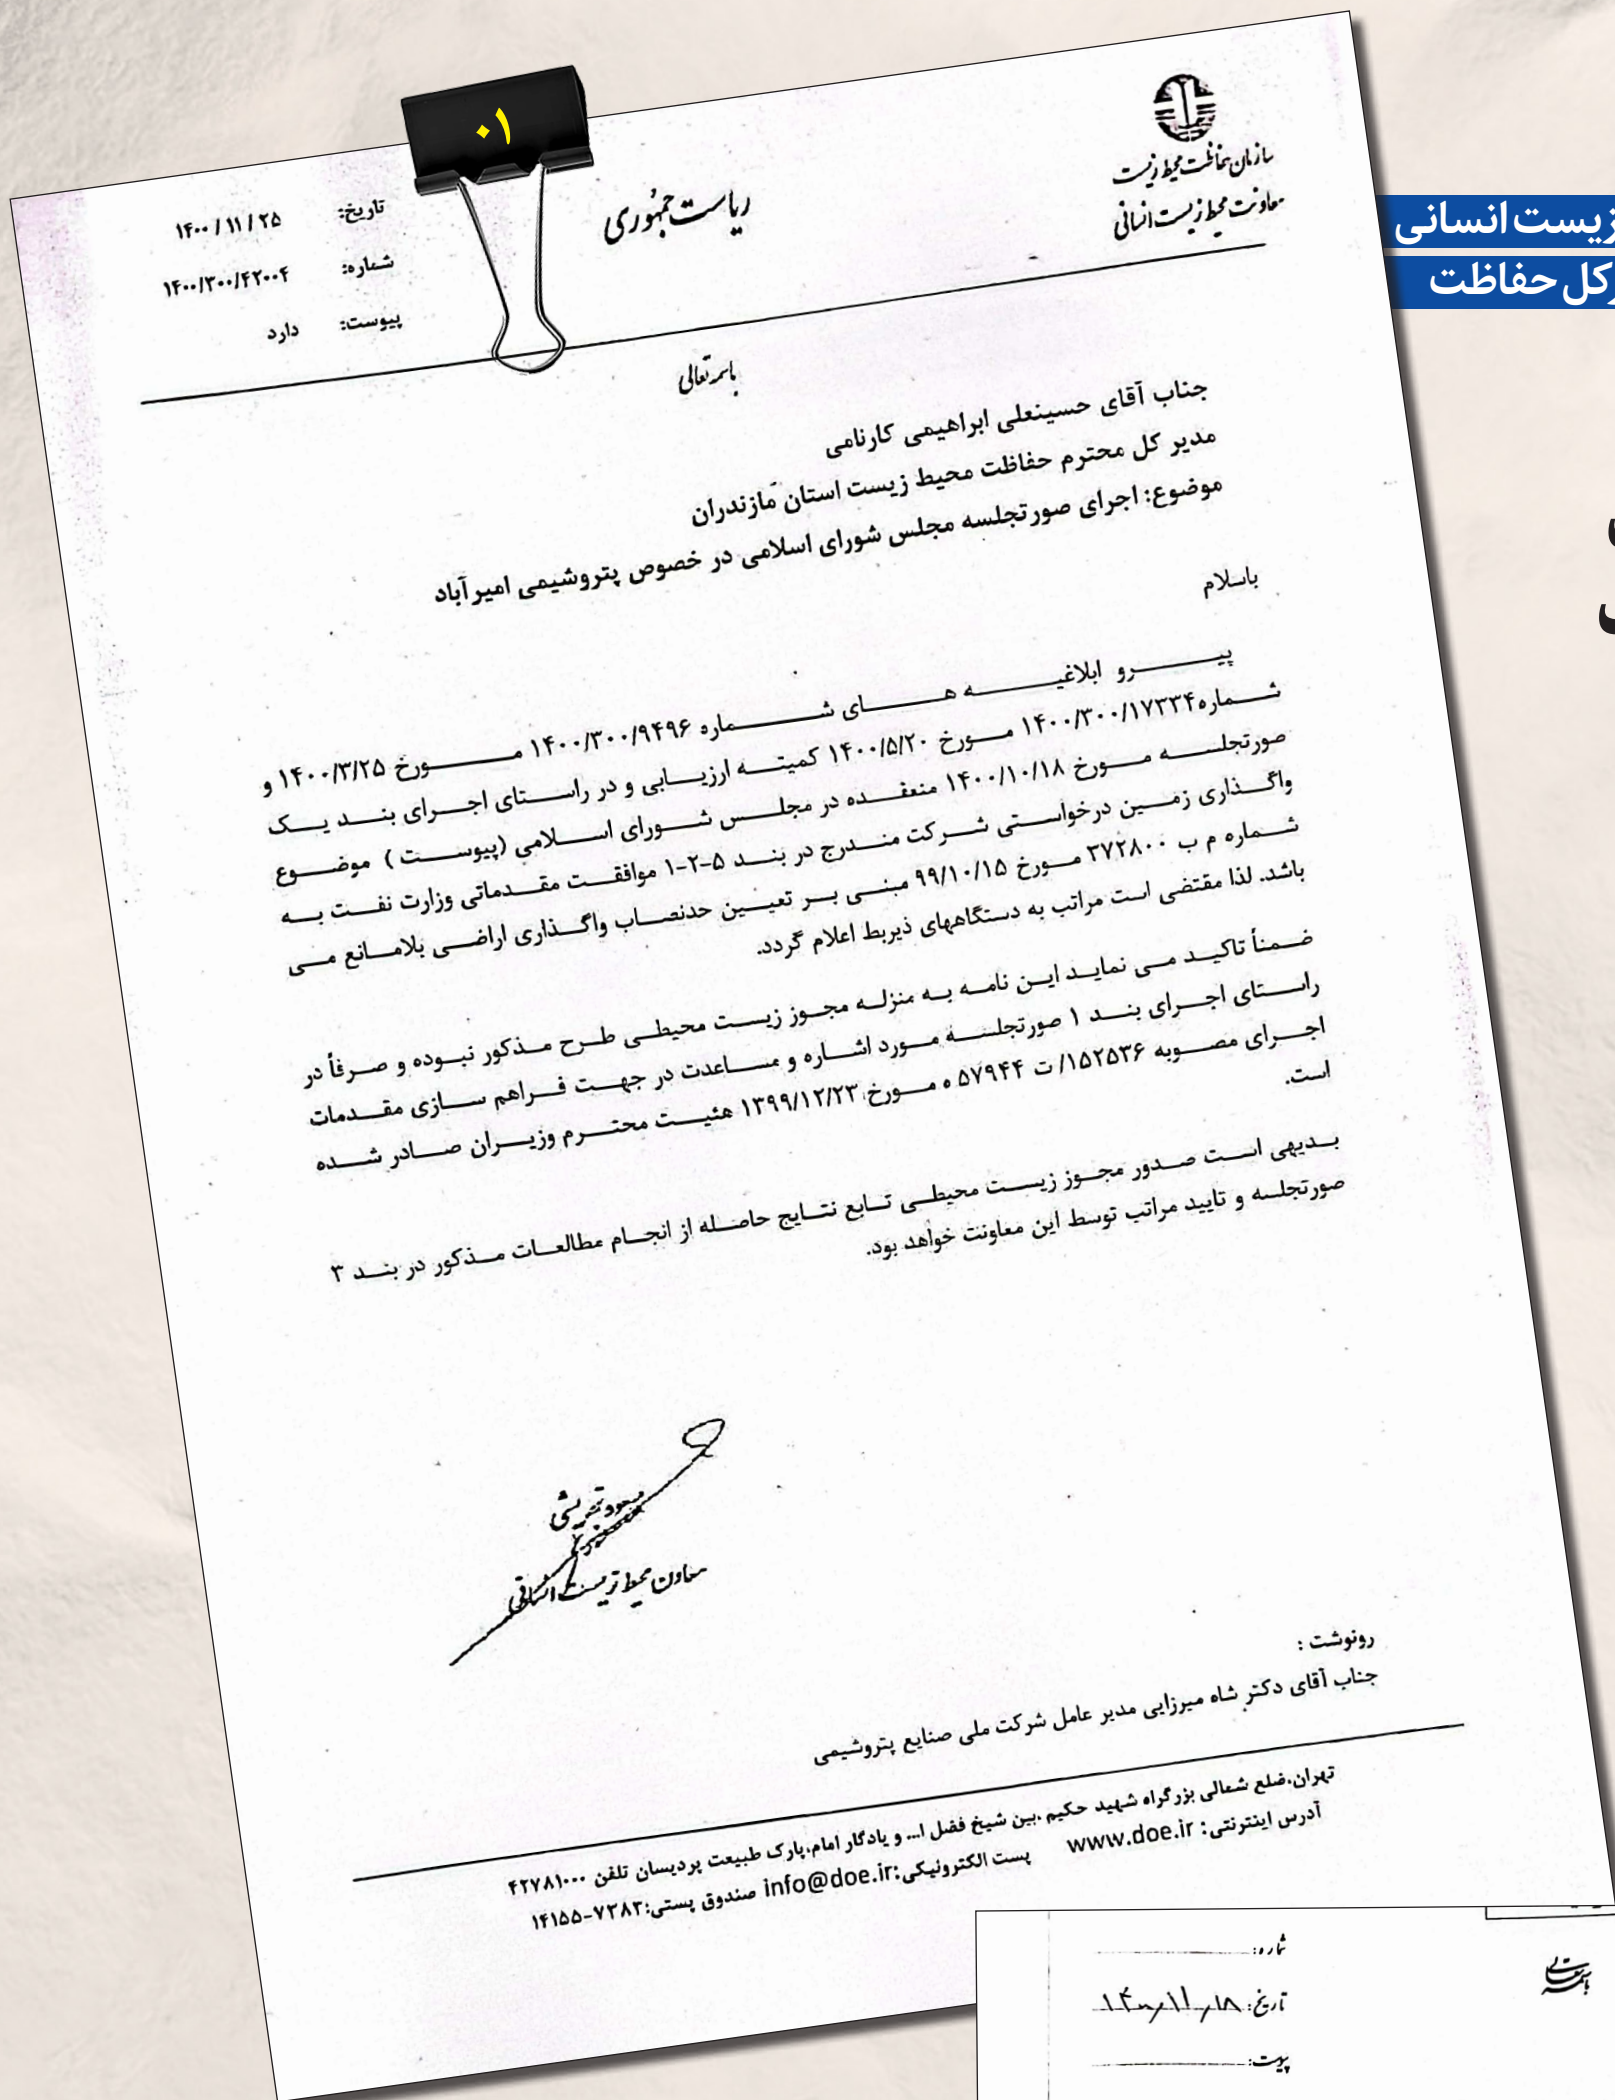 ۰۱
سازمان حفاظت محیط زیست
معاونت محیط زیست انسانی
ریاست جمهوری
تاریخ: ۱۴۰۰/۱۱/۲۵
شماره: ۱۴۰۰/۳۰۰/۴۲۰۰۴
پیوست: دارد
زیست انسانی
کل حفاظت
باسمه تعالی
جناب آقای حسینعلی ابراهیمی کارنامی
مدیر کل محترم حفاظت محیط زیست استان مازندران
موضوع: اجرای صورتجلسه مجلس شورای اسلامی در خصوص پتروشیمی امیرآباد
باسلام
پیرو ابلاغیه های شماره ۱۴۰۰/۳۰۰/۹۴۹۶ مورخ ۱۴۰۰/۳/۲۵ و
شماره۱۴۰۰/۳۰۰/۱۷۳۳۴ مورخ ۱۴۰۰/۵/۲۰ کمیته ارزیابی و در راستای اجرای بند یک
صورتجلسه مورخ ۱۴۰۰/۱۰/۱۸ منعقده در مجلس شورای اسلامی (پیوست ) موضوع
واگذاری زمین درخواستی شرکت مندرج در بند ۵-۲-۱ موافقت مقدماتی وزارت نفت به
شماره م ب ۳۷۲۸۰۰ مورخ ۹۹/۱۰/۱۵ مبنی بر تعیین حدنصاب واگذاری اراضی بلامانع می
باشد. لذا مقتضی است مراتب به دستگاههای ذیربط اعلام گردد.
ضمناً تاکید می نماید این نامه به منزله مجوز زیست محیطی طرح مذکور نبوده و صرفاً در
راستای اجرای بند ۱ صورتجلسه مورد اشاره و مساعدت در جهت فراهم سازی مقدمات
اجرای مصوبه ۱۵۲۵۳۶/ ت ۵۷۹۴۴ ه مورخ ۱۳۹۹/۱۲/۲۳ هئیت محترم وزیران صادر شده
است.
بدیهی است صدور مجوز زیست محیطی تابع نتایج حاصله از انجام مطالعات مذکور در بند ۳
صورتجلسه و تایید مراتب توسط این معاونت خواهد بود.
مسعود تجریشی
معاون محیط زیست انسانی
رونوشت :
جناب آقای دکتر شاه میرزایی مدیر عامل شرکت ملی صنایع پتروشیمی
تهران،ضلع شمالی بزرگراه شهید حکیم ،بین شیخ فضل ا... و یادگار امام،پارک طبیعت پردیسان تلفن ۴۲۷۸۱۰۰۰
آدرس اینترنتی: www.doe.ir پست الکترونیکی:info@doe.ir صندوق پستی:۷۳۸۳-۱۴۱۵۵
بسمه تعالی
شماره:
تاریخ: ۱۴۰۰/۱۱/۱۸
پیوست: